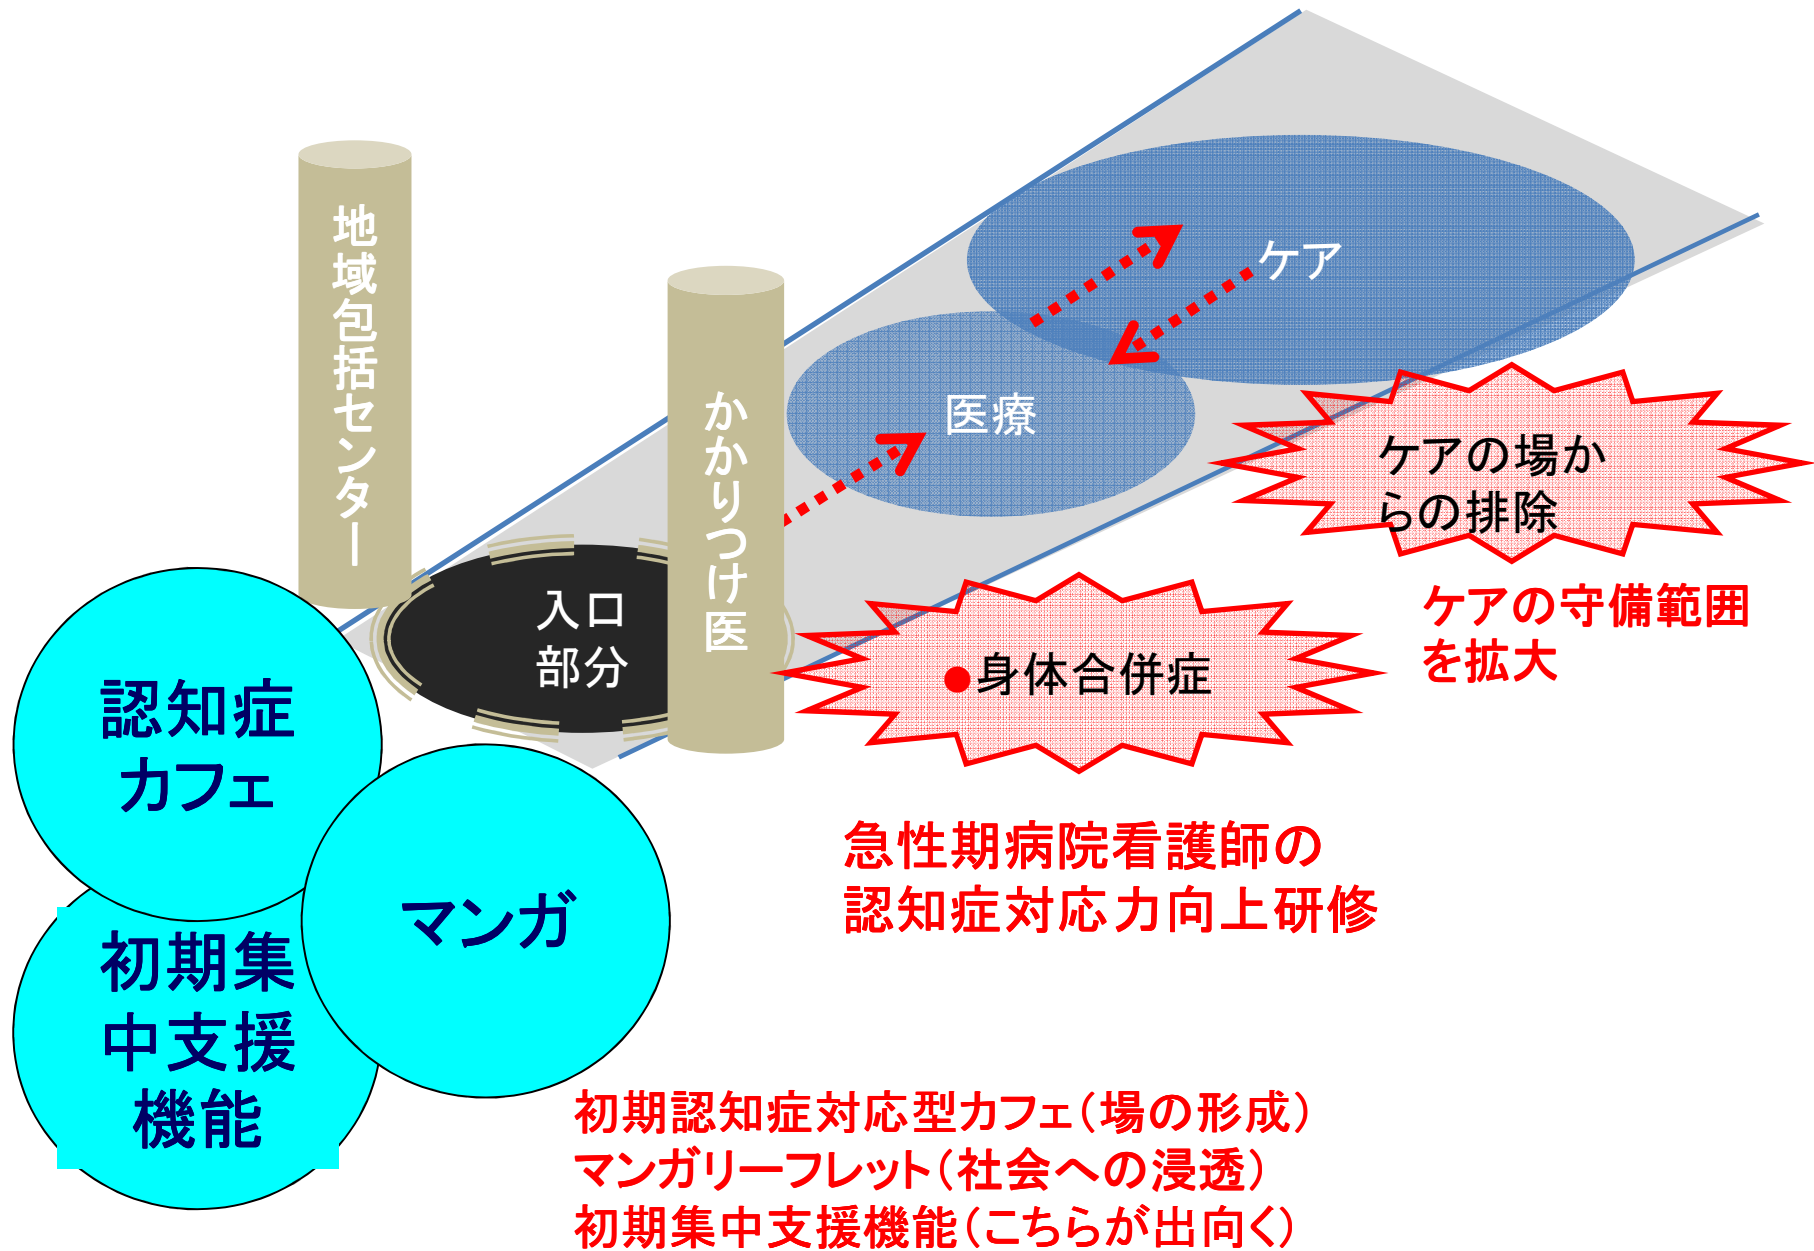 地域包括センター
かかりつけ医
ケア
医療
入口
部分
ケアの場か
らの排除
ケアの守備範囲
を拡大
●身体合併症
急性期病院看護師の
認知症対応力向上研修
認知症
カフェ
マンガ
初期集
中支援
機能
初期認知症対応型カフェ（場の形成）
マンガリーフレット（社会への浸透）
初期集中支援機能（こちらが出向く）